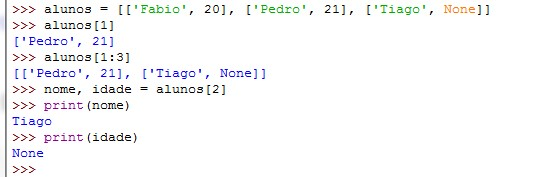 >>> alunos = [['Fabio', 20], ['Pedro', 21], ['Tiago', None]]
>>> alunos[1]
['Pedro', 21]
>>> alunos[1:3]
[['Pedro', 21], ['Tiago', None]]
>>> nome, idade = alunos[2]
>>> print(nome)
Tiago
>>> print(idade)
None
>>>